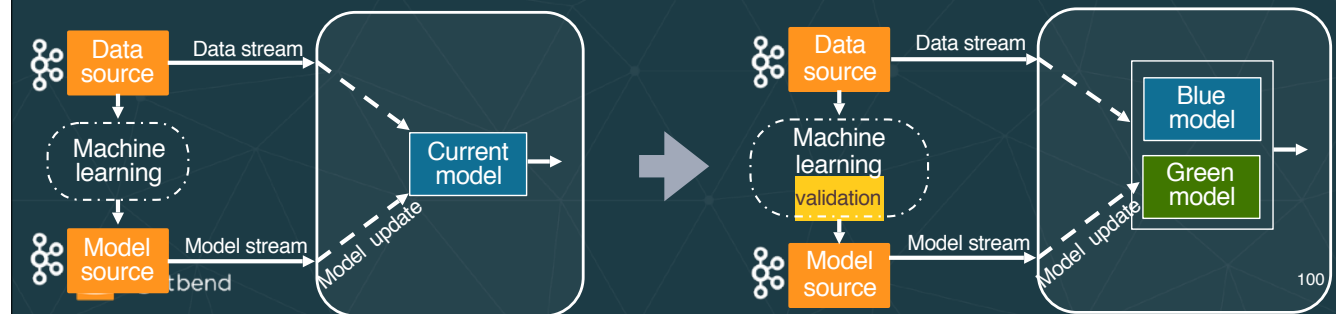 Data
source
Data stream
Machine
learning
Current
model
Model
source
Model stream
Model update
tbend
Data
source
Data stream
Machine
learning
validation
Blue
model
Green
model
Model
source
Model stream
Model update
100